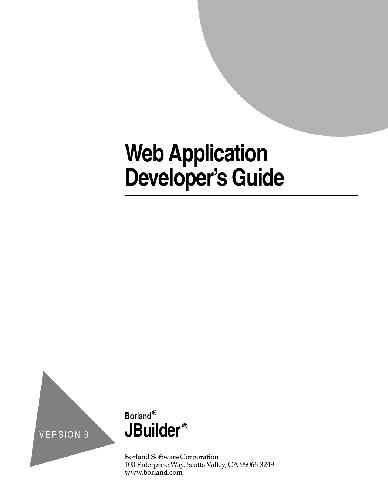 Web Application
Developer's Guide
VERSION 9
Borland®
JBuilder®
Borland Software Corporation
100 Enterprise Way, Scotts Valley, CA 95066-3249
www.borland.com